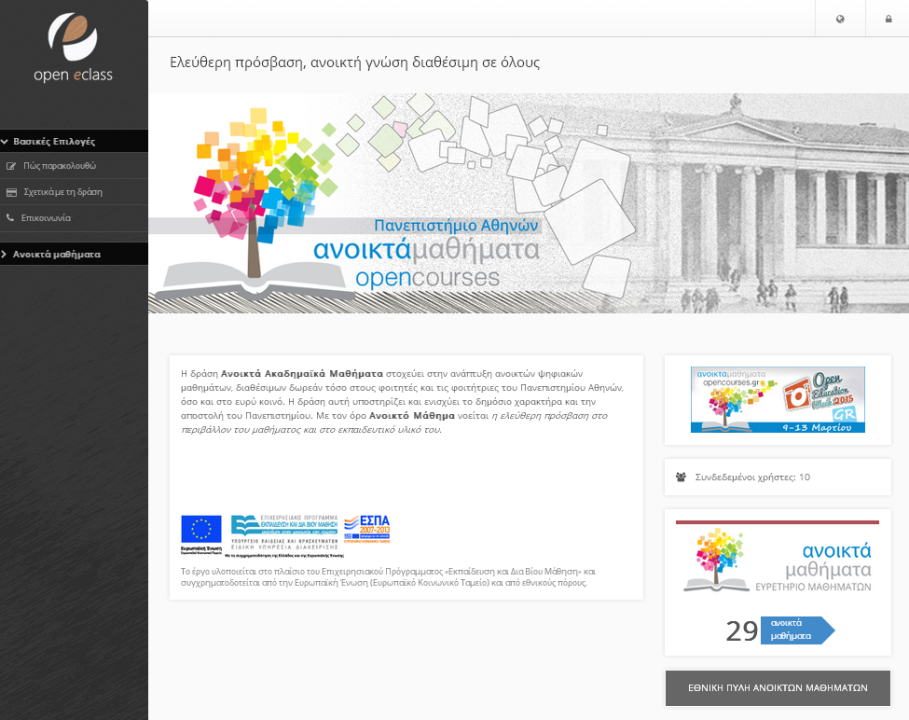 open eclass
Βασικές Επιλογές
Πώς παρακολουθώ
Σχετικά με τη δράση
Επικοινωνία
Ανοικτά μαθήματα
Ελεύθερη πρόσβαση, ανοικτή γνώση διαθέσιμη σε όλους
Πανεπιστήμιο Αθηνών
ανοικτάμαθήματα
opencourses
Η δράση Ανοικτά Ακαδημαϊκά Μαθήματα στοχεύει στην ανάπτυξη ανοικτών ψηφιακών
μαθημάτων, διαθέσιμων δωρεάν τόσο στους φοιτητές και τις φοιτήτριες του Πανεπιστημίου Αθηνών,
όσο και στο ευρύ κοινό. Η δράση αυτή υποστηρίζει και ενισχύει το δημόσιο χαρακτήρα και την
αποστολή του Πανεπιστημίου. Με τον όρο Ανοικτό Μάθημα νοείται η ελεύθερη πρόσβαση στο
περιβάλλον του μαθήματος και στο εκπαιδευτικό υλικό του.
Ευρωπαϊκή Ένωση
ΕΠΙΧΕΙΡΗΣΙΑΚΟ ΠΡΟΓΡΑΜΜΑ
ΕΚΠΑΙΔΕΥΣΗ ΚΑΙ ΔΙΑ ΒΙΟΥ ΜΑΘΗΣΗ
ΥΠΟΥΡΓΕΙΟ ΠΑΙΔΕΙΑΣ ΚΑΙ ΘΡΗΣΚΕΥΜΑΤΩΝ
ΕΙΔΙΚΗ ΥΠΗΡΕΣΙΑ ΔΙΑΧΕΙΡΙΣΗΣ
Με τη συγχρηματοδότηση της Ελλάδας και της Ευρωπαϊκής Ένωσης
ΕΣΠΑ
2007-2013
Το έργο υλοποιείται στο πλαίσιο του Επιχειρησιακού Πρόγραμματος «Εκπαίδευση και Δια Βίου Μάθηση» και
συγχρηματοδοτείται από την Ευρωπαϊκή Ένωση (Ευρωπαϊκό Κοινωνικό Ταμείο) και από εθνικούς πόρους.
ανοικτάμαθήματα
opencourses.gr
Open
Education
Week 2015
GR
9-13 Μαρτίου
Συνδεδεμένοι χρήστες: 10
ανοικτά
μαθήματα
ΕΥΡΕΤΗΡΙΟ ΜΑΘΗΜΑΤΩΝ
29 ανοικτά
μαθήματα
ΕΘΝΙΚΗ ΠΥΛΗ ΑΝΟΙΚΤΩΝ ΜΑΘΗΜΑΤΩΝ